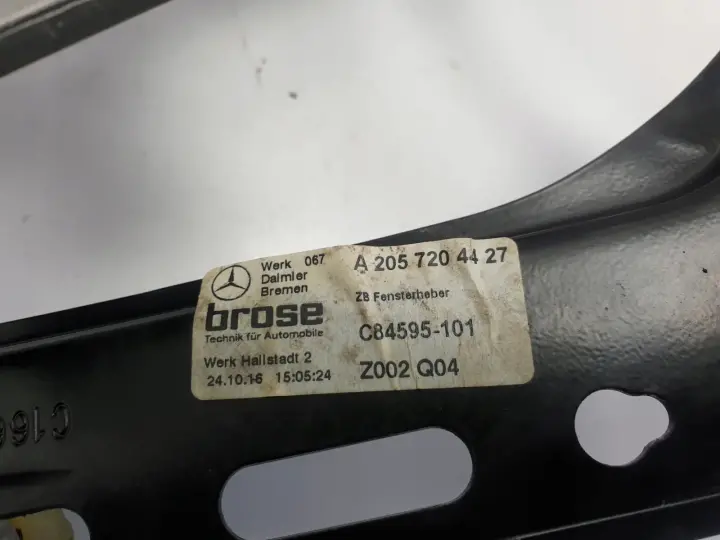 Werk 067
Daimler
Bremen
A 205 720 44 27
ZB Fensterheber
brose
Technik für Automobile
C84595-101
Werk Hallstadt 2
24.10.16 15:05:24
Z002 Q04